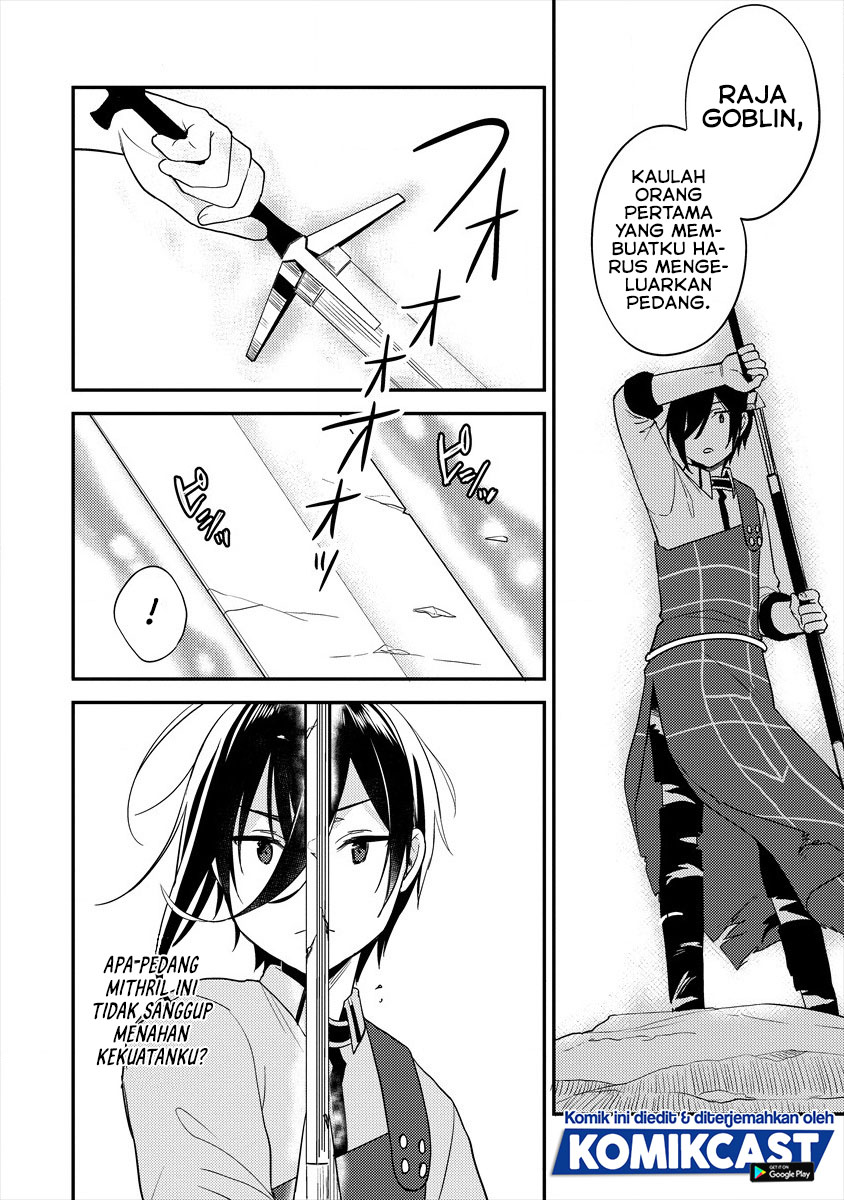 RAJA
GOBLIN,
KAULAH
ORANG
PERTAMA
YANG MEM-
BUATKU HA-
RUS MENGE-
LUARKAN
PEDANG.
フォオオオオ
ピシッ
ピシッ
!
APA-PEDANG
MITHRIL INI
TIDAK SANGGUP
MENAHAN
KEKUATANKU?
Komik ini diedit & diterjemahkan oleh
KOMIKCAST
GET IT ON
Google Play